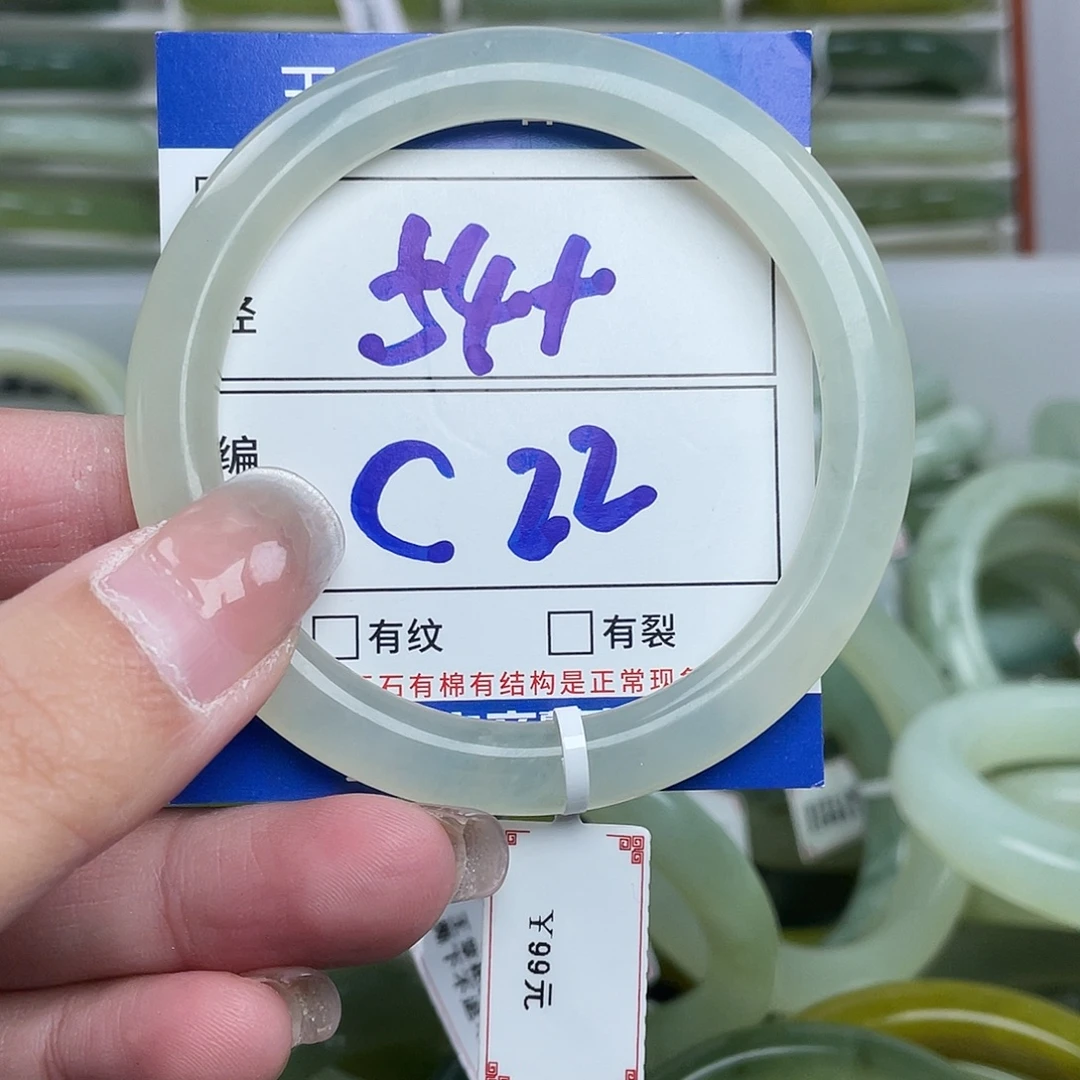 径 54+
编 C22
□有纹 □有裂
石有棉有结构是正常现
¥99元